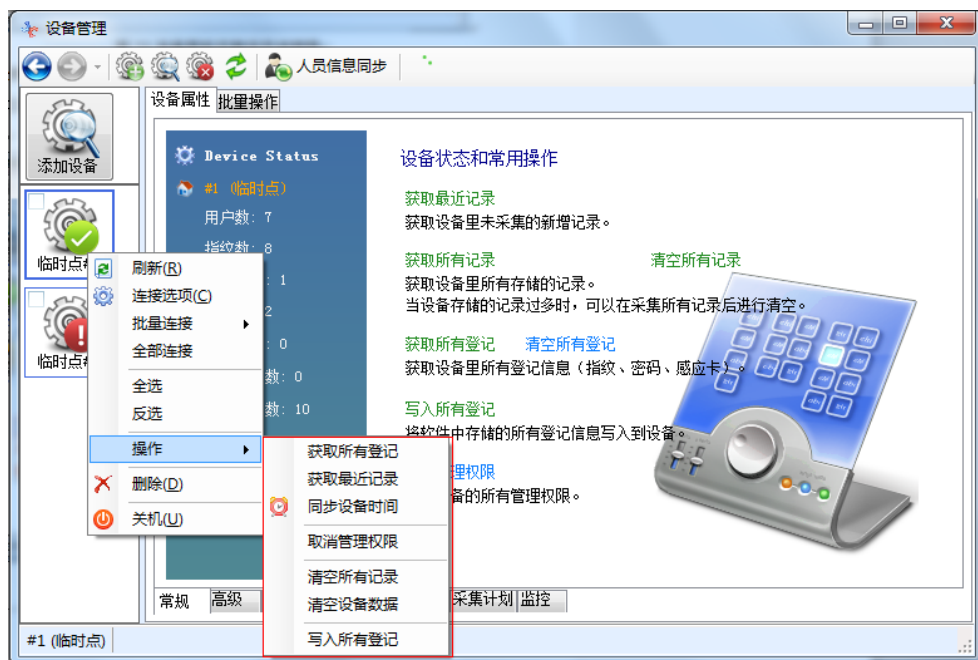 设备管理
人员信息同步
设备属性 批量操作
添加设备
临时点
临时点
Device Status
#1 (临时点)
用户数: 7
指纹数: 8
: 1
2
: 0
数: 0
数: 10
设备状态和常用操作
获取最近记录
获取设备里未采集的新增记录。
获取所有记录 清空所有记录
获取设备里所有存储的记录。
当设备存储的记录过多时，可以在采集所有记录后进行清空。
获取所有登记 清空所有登记
获取设备里所有登记信息（指纹、密码、感应卡）。
写入所有登记
将软件中存储的所有登记信息写入到设备。
理权限
备的所有管理权限。
刷新(R)
连接选项(C)
批量连接
全部连接
全选
反选
操作
删除(D)
关机(U)
获取所有登记
获取最近记录
同步设备时间
取消管理权限
清空所有记录
清空设备数据
写入所有登记
常规 高级 采集计划 监控
#1 (临时点)